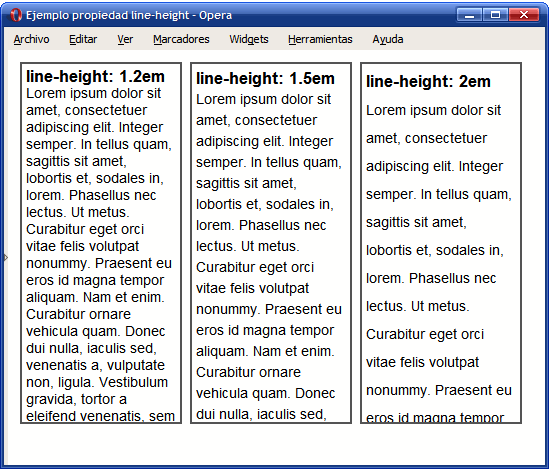 Ejemplo propiedad line-height - Opera
Archivo Editar Ver Marcadores Widgets Herramientas Ayuda
line-height: 1.2em
Lorem ipsum dolor sit
amet, consectetuer
adipiscing elit. Integer
semper. In tellus quam,
sagittis sit amet,
lobortis et, sodales in,
lorem. Phasellus nec
lectus. Ut metus.
Curabitur eget orci
vitae felis volutpat
nonummy. Praesent eu
eros id magna tempor
aliquam. Nam et enim.
Curabitur ornare
vehicula quam. Donec
dui nulla, iaculis sed,
venenatis a, vulputate
non, ligula. Vestibulum
gravida, tortor a
eleifend venenatis, sem
line-height: 1.5em
Lorem ipsum dolor sit
amet, consectetuer
adipiscing elit. Integer
semper. In tellus quam,
sagittis sit amet,
lobortis et, sodales in,
lorem. Phasellus nec
lectus. Ut metus.
Curabitur eget orci
vitae felis volutpat
nonummy. Praesent eu
eros id magna tempor
aliquam. Nam et enim.
Curabitur ornare
vehicula quam. Donec
dui nulla, iaculis sed,
line-height: 2em
Lorem ipsum dolor sit
amet, consectetuer
adipiscing elit. Integer
semper. In tellus quam,
sagittis sit amet,
lobortis et, sodales in,
lorem. Phasellus nec
lectus. Ut metus.
Curabitur eget orci
vitae felis volutpat
nonummy. Praesent eu
eros id magna tempor